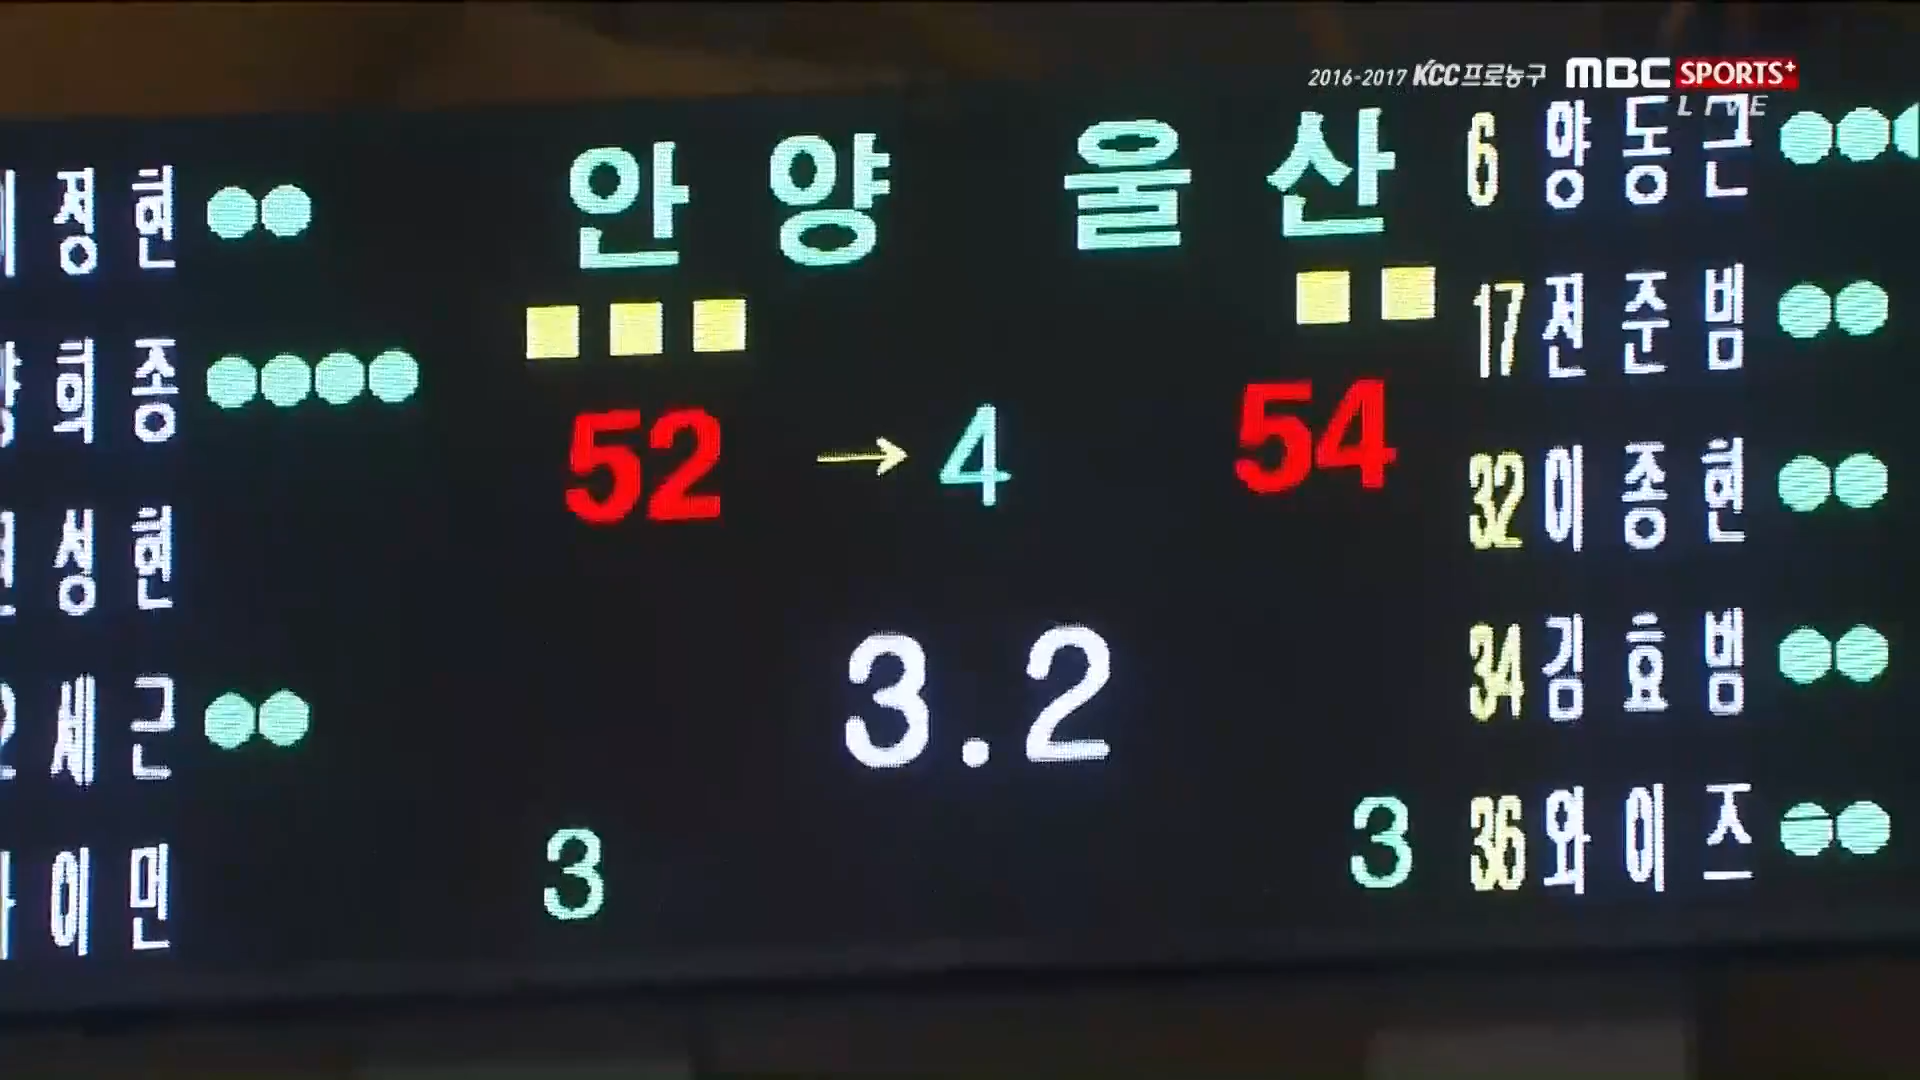 2016-2017 KCC프로농구 MBC SPORTS+
LIVE
안양 울산
정현
희종
성현
세근
이먼
52 → 4 54
3.2
3 3
6 양동근
17 전준범
32 이종현
34 김효범
36 와이즈